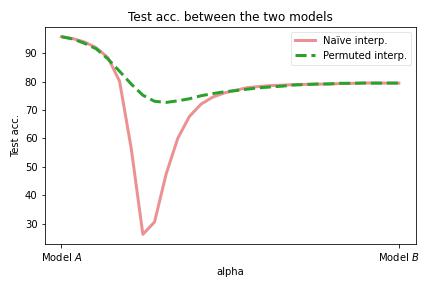 Test acc. between the two models
Naïve interp.
Permuted interp.
Test acc.
90
80
70
60
50
40
30
Model A
Model B
alpha